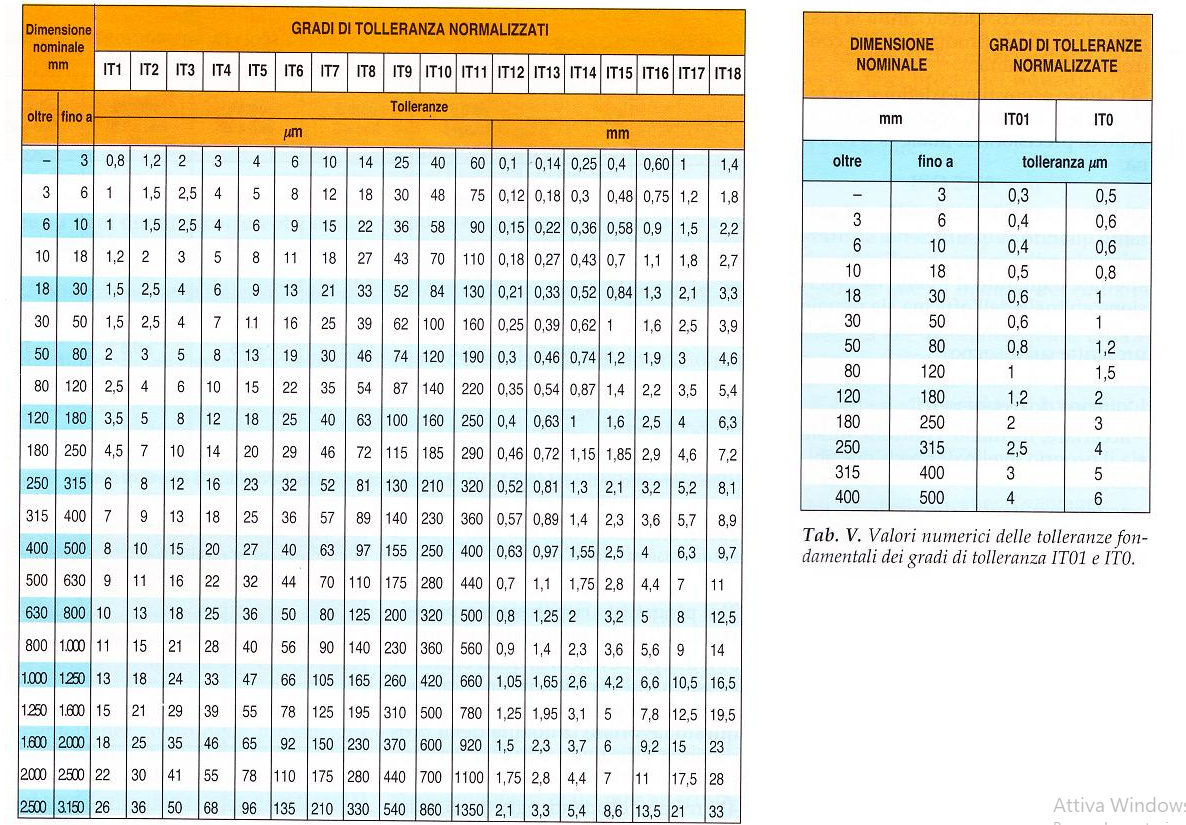 Dimensione
nominale
mm
GRADI DI TOLLERANZA NORMALIZZATI
IT1 IT2 IT3 IT4 IT5 IT6 IT7 IT8 IT9 IT10 IT11 IT12 IT13 IT14 IT15 IT16 IT17 IT18
oltre fino a Tolleranze
μm mm
– 3 0,8 1,2 2 3 4 6 10 14 25 40 60 0,1 0,14 0,25 0,4 0,60 1 1,4
3 6 1 1,5 2,5 4 5 8 12 18 30 48 75 0,12 0,18 0,3 0,48 0,75 1,2 1,8
6 10 1 1,5 2,5 4 6 9 15 22 36 58 90 0,15 0,22 0,36 0,58 0,9 1,5 2,2
10 18 1,2 2 3 5 8 11 18 27 43 70 110 0,18 0,27 0,43 0,7 1,1 1,8 2,7
18 30 1,5 2,5 4 6 9 13 21 33 52 84 130 0,21 0,33 0,52 0,84 1,3 2,1 3,3
30 50 1,5 2,5 4 7 11 16 25 39 62 100 160 0,25 0,39 0,62 1 1,6 2,5 3,9
50 80 2 3 5 8 13 19 30 46 74 120 190 0,3 0,46 0,74 1,2 1,9 3 4,6
80 120 2,5 4 6 10 15 22 35 54 87 140 220 0,35 0,54 0,87 1,4 2,2 3,5 5,4
120 180 3,5 5 8 12 18 25 40 63 100 160 250 0,4 0,63 1 1,6 2,5 4 6,3
180 250 4,5 7 10 14 20 29 46 72 115 185 290 0,46 0,72 1,15 1,85 2,9 4,6 7,2
250 315 6 8 12 16 23 32 52 81 130 210 320 0,52 0,81 1,3 2,1 3,2 5,2 8,1
315 400 7 9 13 18 25 36 57 89 140 230 360 0,57 0,89 1,4 2,3 3,6 5,7 8,9
400 500 8 10 15 20 27 40 63 97 155 250 400 0,63 0,97 1,55 2,5 4 6,3 9,7
500 630 9 11 16 22 32 44 70 110 175 280 440 0,7 1,1 1,75 2,8 4,4 7 11
630 800 10 13 18 25 36 50 80 125 200 320 500 0,8 1,25 2 3,2 5 8 12,5
800 1.000 11 15 21 28 40 56 90 140 230 360 560 0,9 1,4 2,3 3,6 5,6 9 14
1.000 1.250 13 18 24 33 47 66 105 165 260 420 660 1,05 1,65 2,6 4,2 6,6 10,5 16,5
1.250 1.600 15 21 29 39 55 78 125 195 310 500 780 1,25 1,95 3,1 5 7,8 12,5 19,5
1.600 2.000 18 25 35 46 65 92 150 230 370 600 920 1,5 2,3 3,7 6 9,2 15 23
2.000 2.500 22 30 41 55 78 110 175 280 440 700 1100 1,75 2,8 4,4 7 11 17,5 28
2.500 3.150 26 36 50 68 96 135 210 330 540 860 1350 2,1 3,3 5,4 8,6 13,5 21 33
DIMENSIONE
NOMINALE
GRADI DI TOLLERANZE
NORMALIZZATE
mm IT01 IT0
oltre fino a tolleranza μm
– 3 0,3 0,5
3 6 0,4 0,6
6 10 0,4 0,6
10 18 0,5 0,8
18 30 0,6 1
30 50 0,6 1
50 80 0,8 1,2
80 120 1 1,5
120 180 1,2 2
180 250 2 3
250 315 2,5 4
315 400 3 5
400 500 4 6
Tab. V. Valori numerici delle tolleranze fon-
damentali dei gradi di tolleranza IT01 e IT0.
Attiva Windows